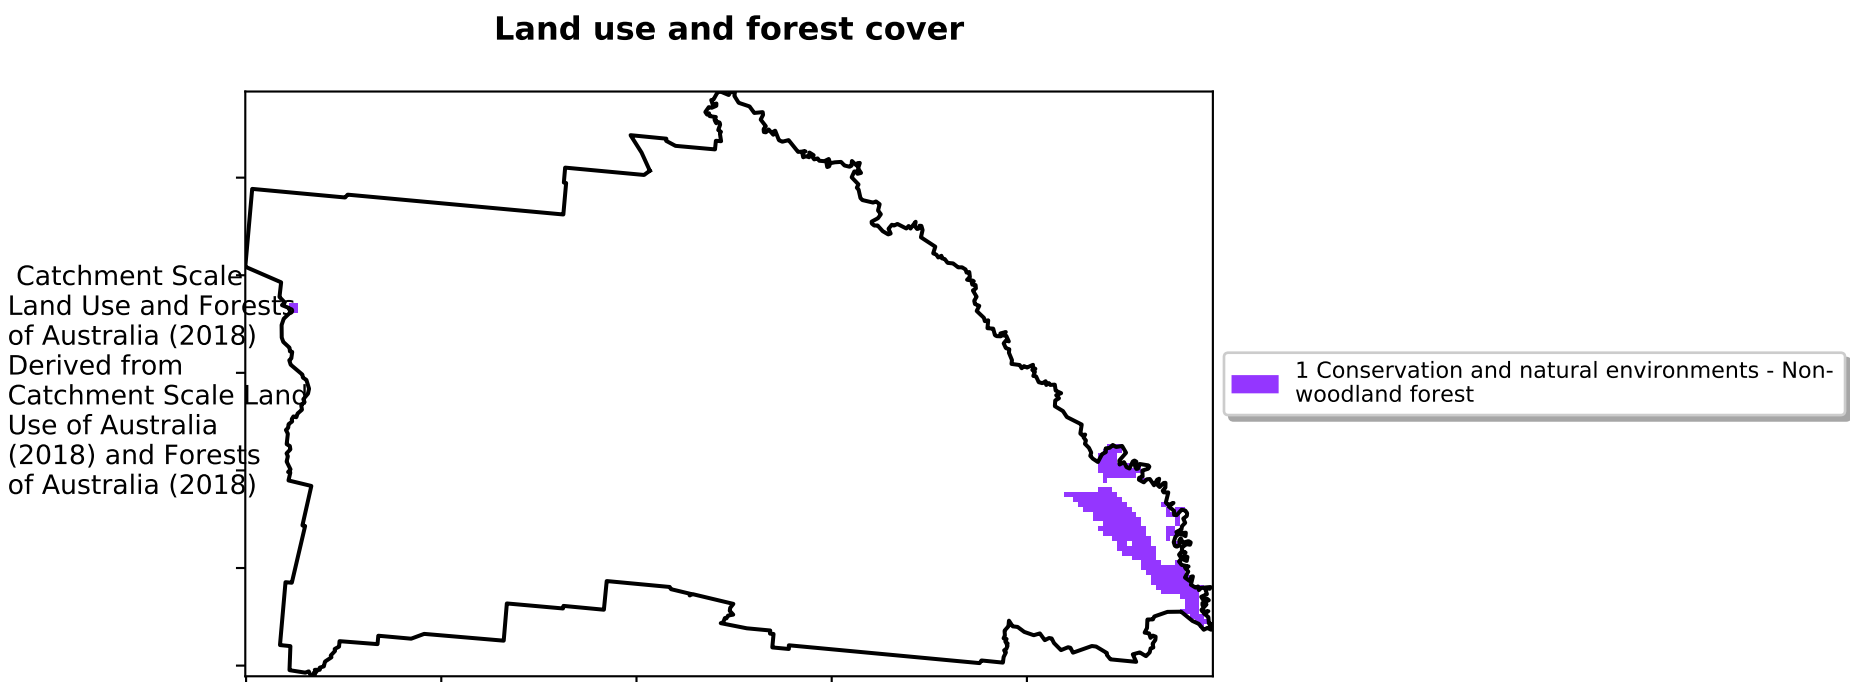 Land use and forest cover
Catchment Scale
Land Use and Forests
of Australia (2018)
Derived from
Catchment Scale Land
Use of Australia
(2018) and Forests
of Australia (2018)
1 Conservation and natural environments - Non-
woodland forest